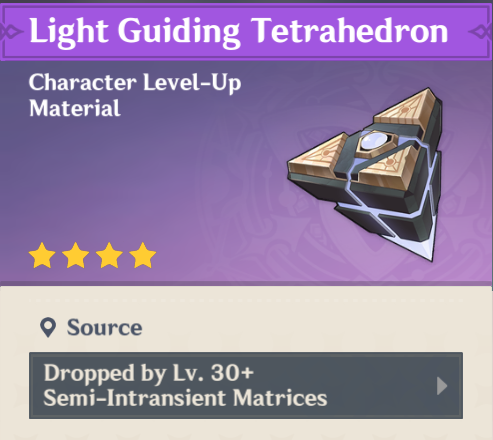 Light Guiding Tetrahedron
Character Level-Up
Material
Source
Dropped by Lv. 30+
Semi-Intransient Matrices